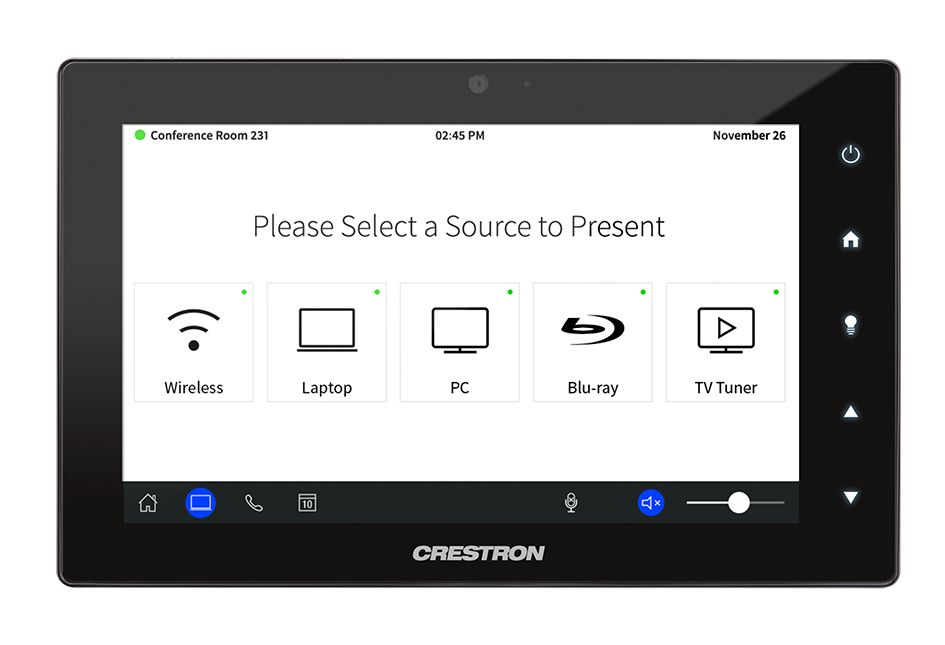 Conference Room 231
02:45 PM
November 26
Please Select a Source to Present
Wireless
Laptop
PC
Blu-ray
TV Tuner
10
CRESTRON